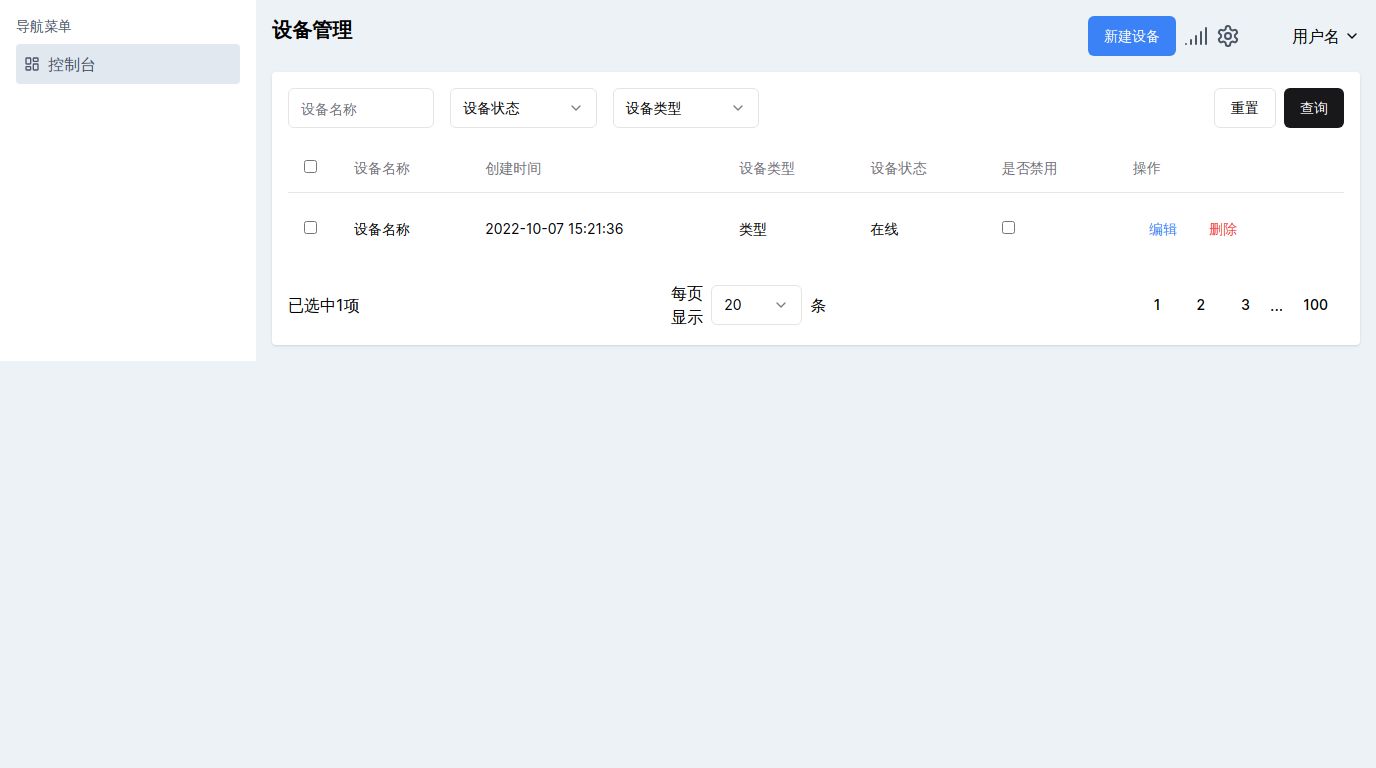 导航菜单
控制台
设备管理
新建设备
用户名
设备名称
设备状态
设备类型
重置
查询
设备名称 创建时间 设备类型 设备状态 是否禁用 操作
设备名称 2022-10-07 15:21:36 类型 在线 编辑 删除
已选中1项
每页
显示
20
条
1 2 3 ... 100